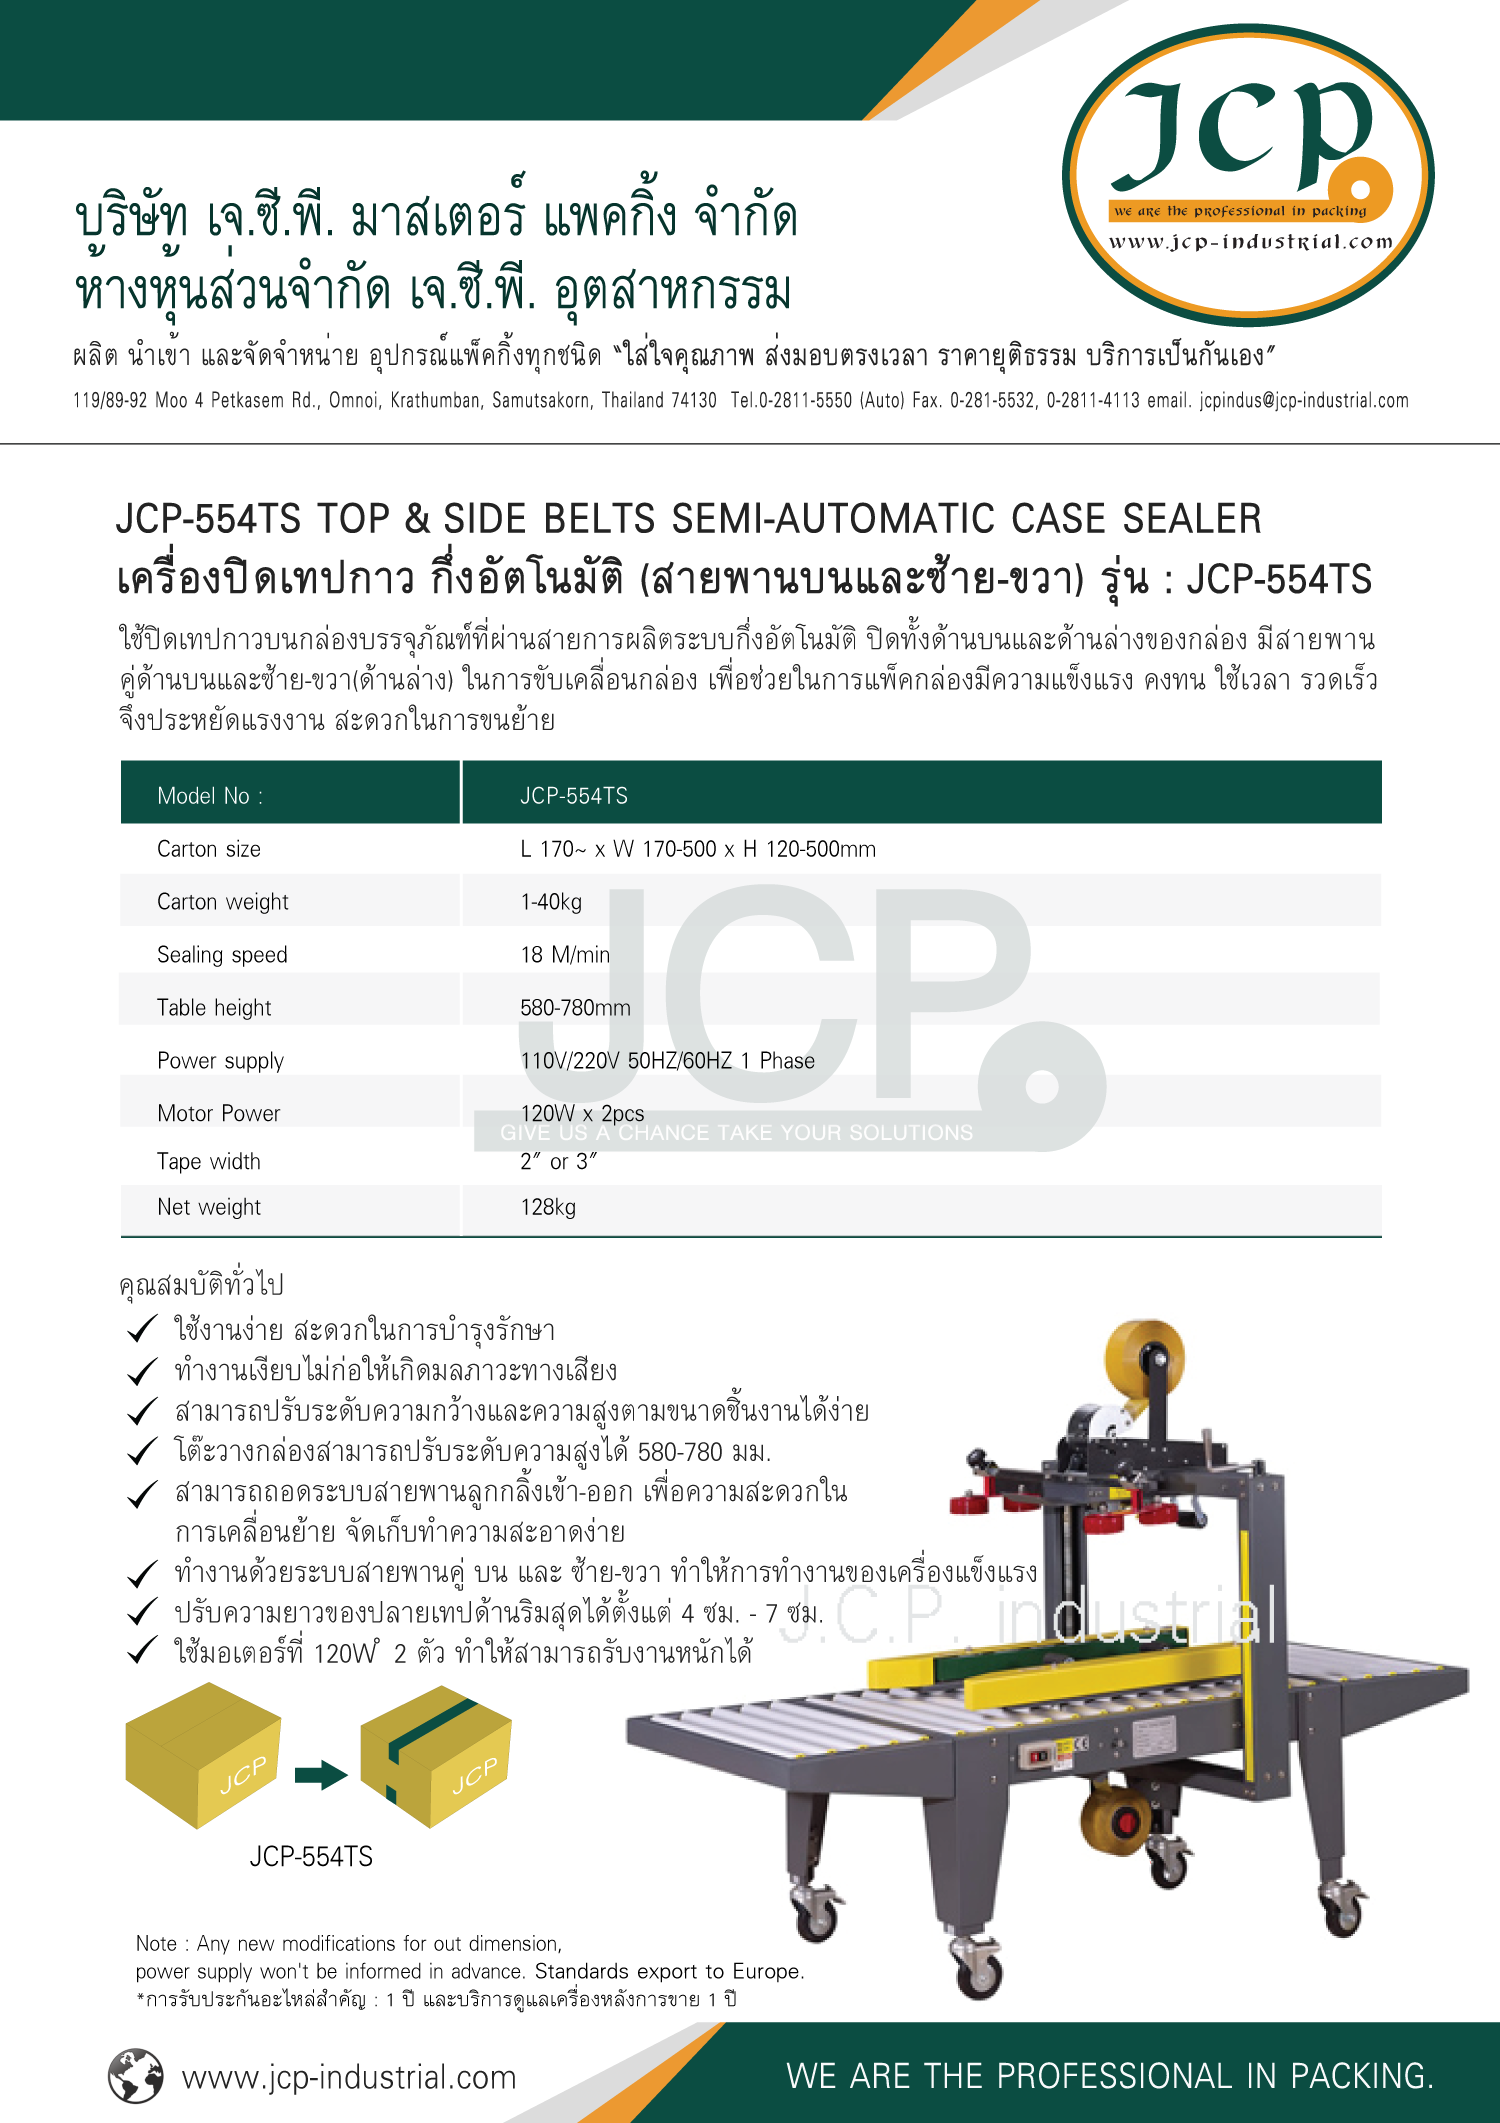 JCP
we are the professional in packing
www.jcp-industrial.com
บริษัท เจ.ซี.พี. มาสเตอร์ แพคกิ้ง จำกัด
ห้างหุ้นส่วนจำกัด เจ.ซี.พี. อุตสาหกรรม
ผลิต นำเข้า และจัดจำหน่าย อุปกรณ์แพ็คกิ้งทุกชนิด "ใส่ใจคุณภาพ ส่งมอบตรงเวลา ราคายุติธรรม บริการเป็นกันเอง"
119/89-92 Moo 4 Petkasem Rd., Omnoi, Krathumban, Samutsakorn, Thailand 74130 Tel.0-2811-5550 (Auto) Fax. 0-281-5532, 0-2811-4113 email. jcpindus@jcp-industrial.com
JCP-554TS TOP & SIDE BELTS SEMI-AUTOMATIC CASE SEALER
เครื่องปิดเทปกาว กึ่งอัตโนมัติ (สายพานบนและซ้าย-ขวา) รุ่น : JCP-554TS
ใช้ปิดเทปกาวบนกล่องบรรจุภัณฑ์ที่ผ่านสายการผลิตระบบกึ่งอัตโนมัติ ปิดทั้งด้านบนและด้านล่างของกล่อง มีสายพาน
คู่ด้านบนและซ้าย-ขวา(ด้านล่าง) ในการขับเคลื่อนกล่อง เพื่อช่วยในการแพ็คกล่องมีความแข็งแรง คงทน ใช้เวลา รวดเร็ว
จึงประหยัดแรงงาน สะดวกในการขนย้าย
Model No : JCP-554TS
Carton size L 170~ x W 170-500 x H 120-500mm
Carton weight 1-40kg
Sealing speed 18 M/min
Table height 580-780mm
Power supply 110V/220V 50HZ/60HZ 1 Phase
Motor Power 120W x 2pcs
JCP
GIVE US A CHANCE TAKE YOUR SOLUTIONS
Tape width 2″ or 3″
Net weight 128kg
คุณสมบัติทั่วไป
ใช้งานง่าย สะดวกในการบำรุงรักษา
ทำงานเงียบไม่ก่อให้เกิดมลภาวะทางเสียง
สามารถปรับระดับความกว้างและความสูงตามขนาดชิ้นงานได้ง่าย
โต๊ะวางกล่องสามารถปรับระดับความสูงได้ 580-780 มม.
สามารถถอดระบบสายพานลูกกลิ้งเข้า-ออก เพื่อความสะดวกใน
การเคลื่อนย้าย จัดเก็บทำความสะอาดง่าย
ทำงานด้วยระบบสายพานคู่ บน และ ซ้าย-ขวา ทำให้การทำงานของเครื่องแข็งแรง
ปรับความยาวของปลายเทปด้านริมสุดได้ตั้งแต่ 4 ซม. - 7 ซม.
ใช้มอเตอร์ที่ 120W ํ 2 ตัว ทำให้สามารถรับงานหนักได้
J.C.P. industrial
JCP
JCP
JCP-554TS
CE
Note : Any new modifications for out dimension,
power supply won't be informed in advance. Standards export to Europe.
*การรับประกันอะไหล่สำคัญ : 1 ปี และบริการดูแลเครื่องหลังการขาย 1 ปี
www.jcp-industrial.com
WE ARE THE PROFESSIONAL IN PACKING.